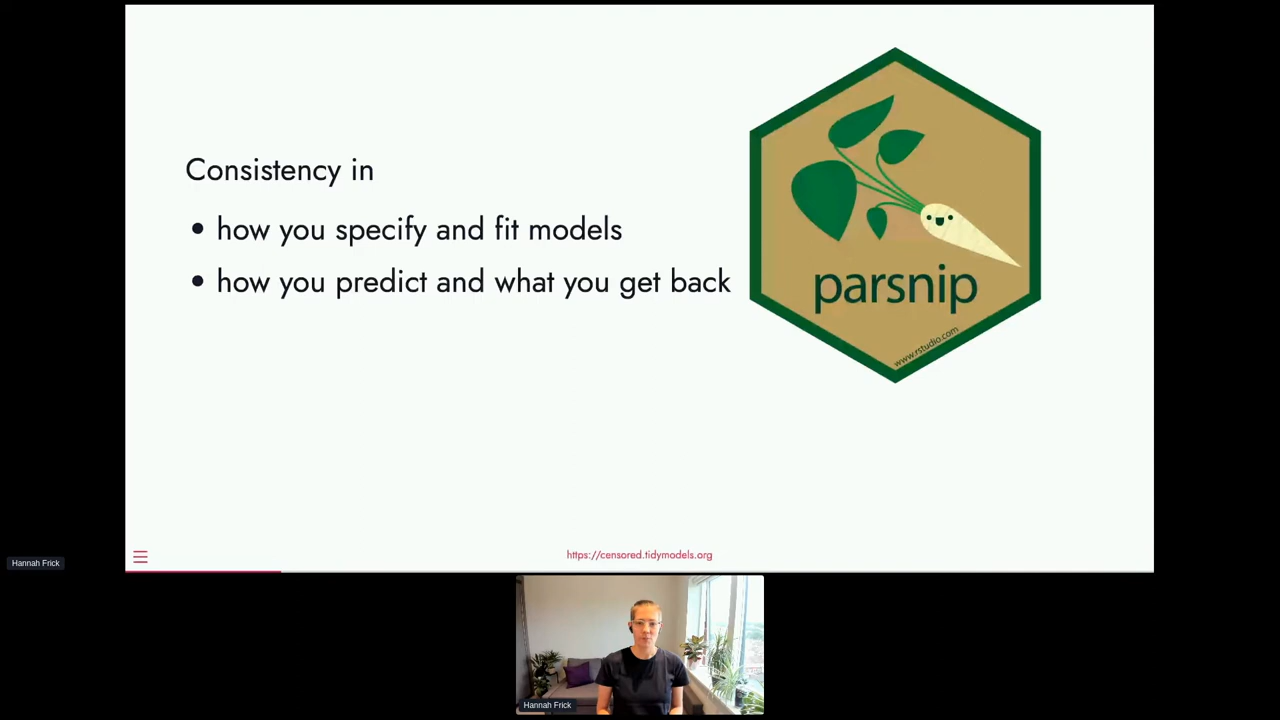 Consistency in
• how you specify and fit models
• how you predict and what you get back
parsnip
www.rstudio.com
https://censored.tidymodels.org
Hannah Frick
Hannah Frick